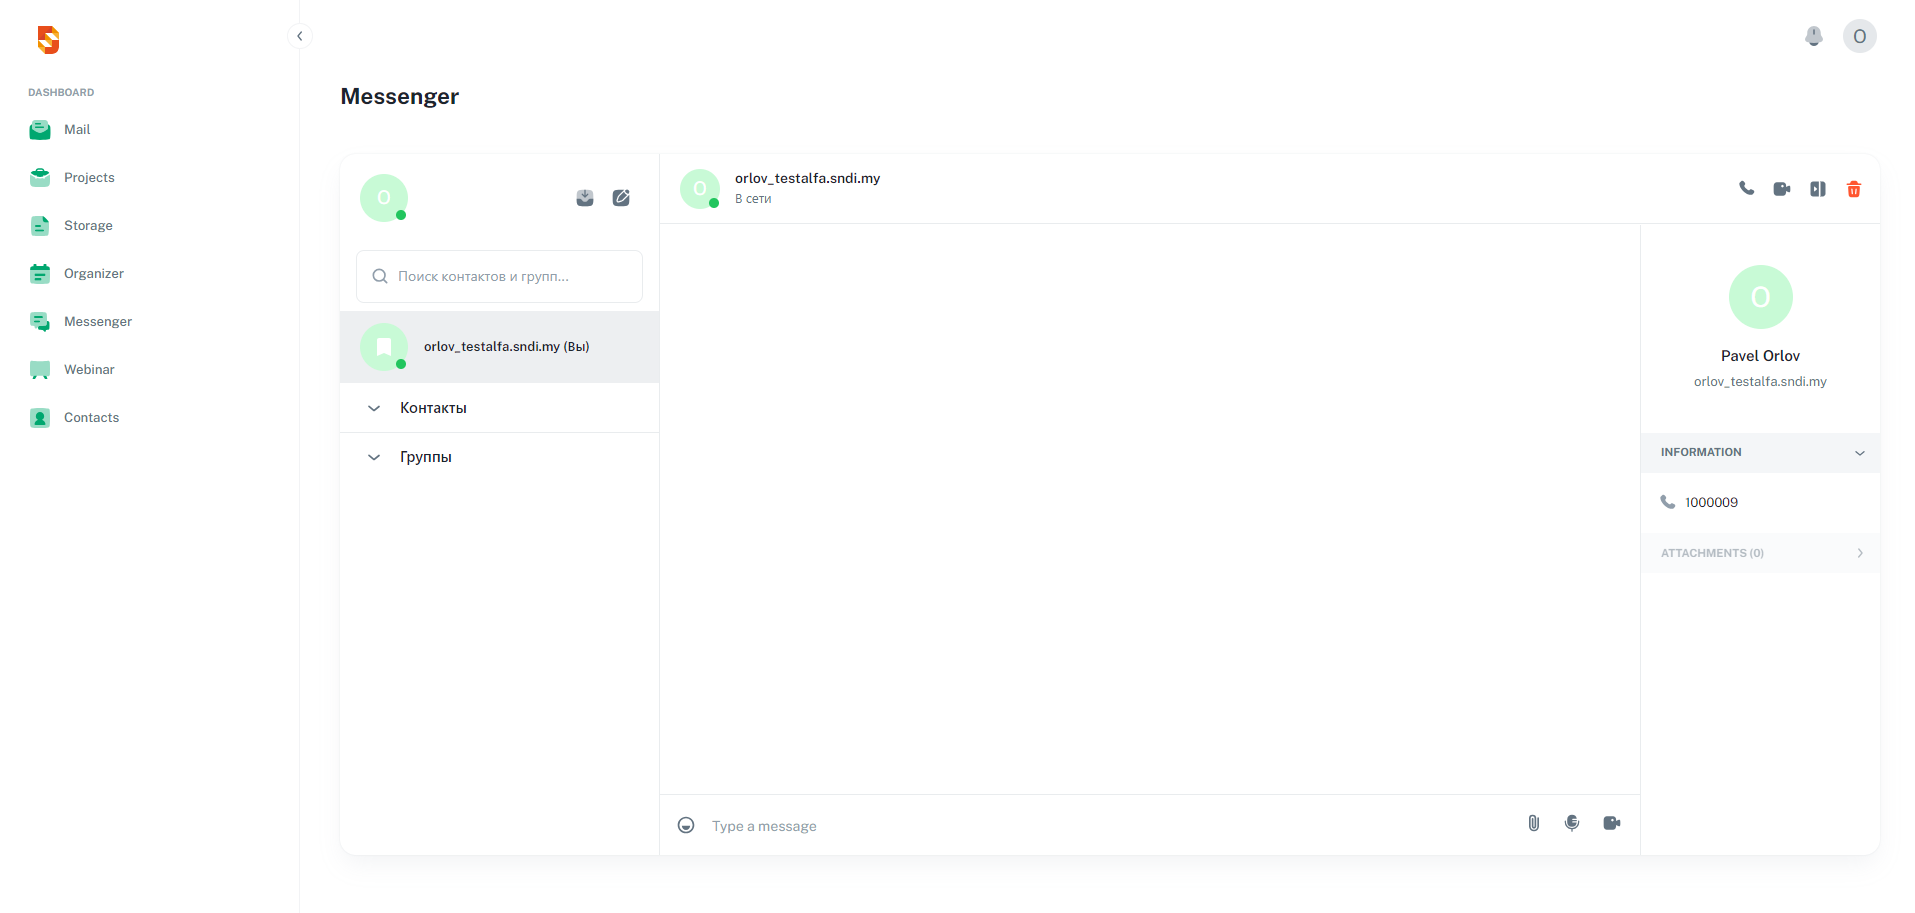 O
DASHBOARD
Mail
Projects
Storage
Organizer
Messenger
Webinar
Contacts
Messenger
O
Поиск контактов и групп...
orlov_testalfa.sndi.my (Вы)
Контакты
Группы
O
orlov_testalfa.sndi.my
В сети
Type a message
O
Pavel Orlov
orlov_testalfa.sndi.my
INFORMATION
1000009
ATTACHMENTS (0)